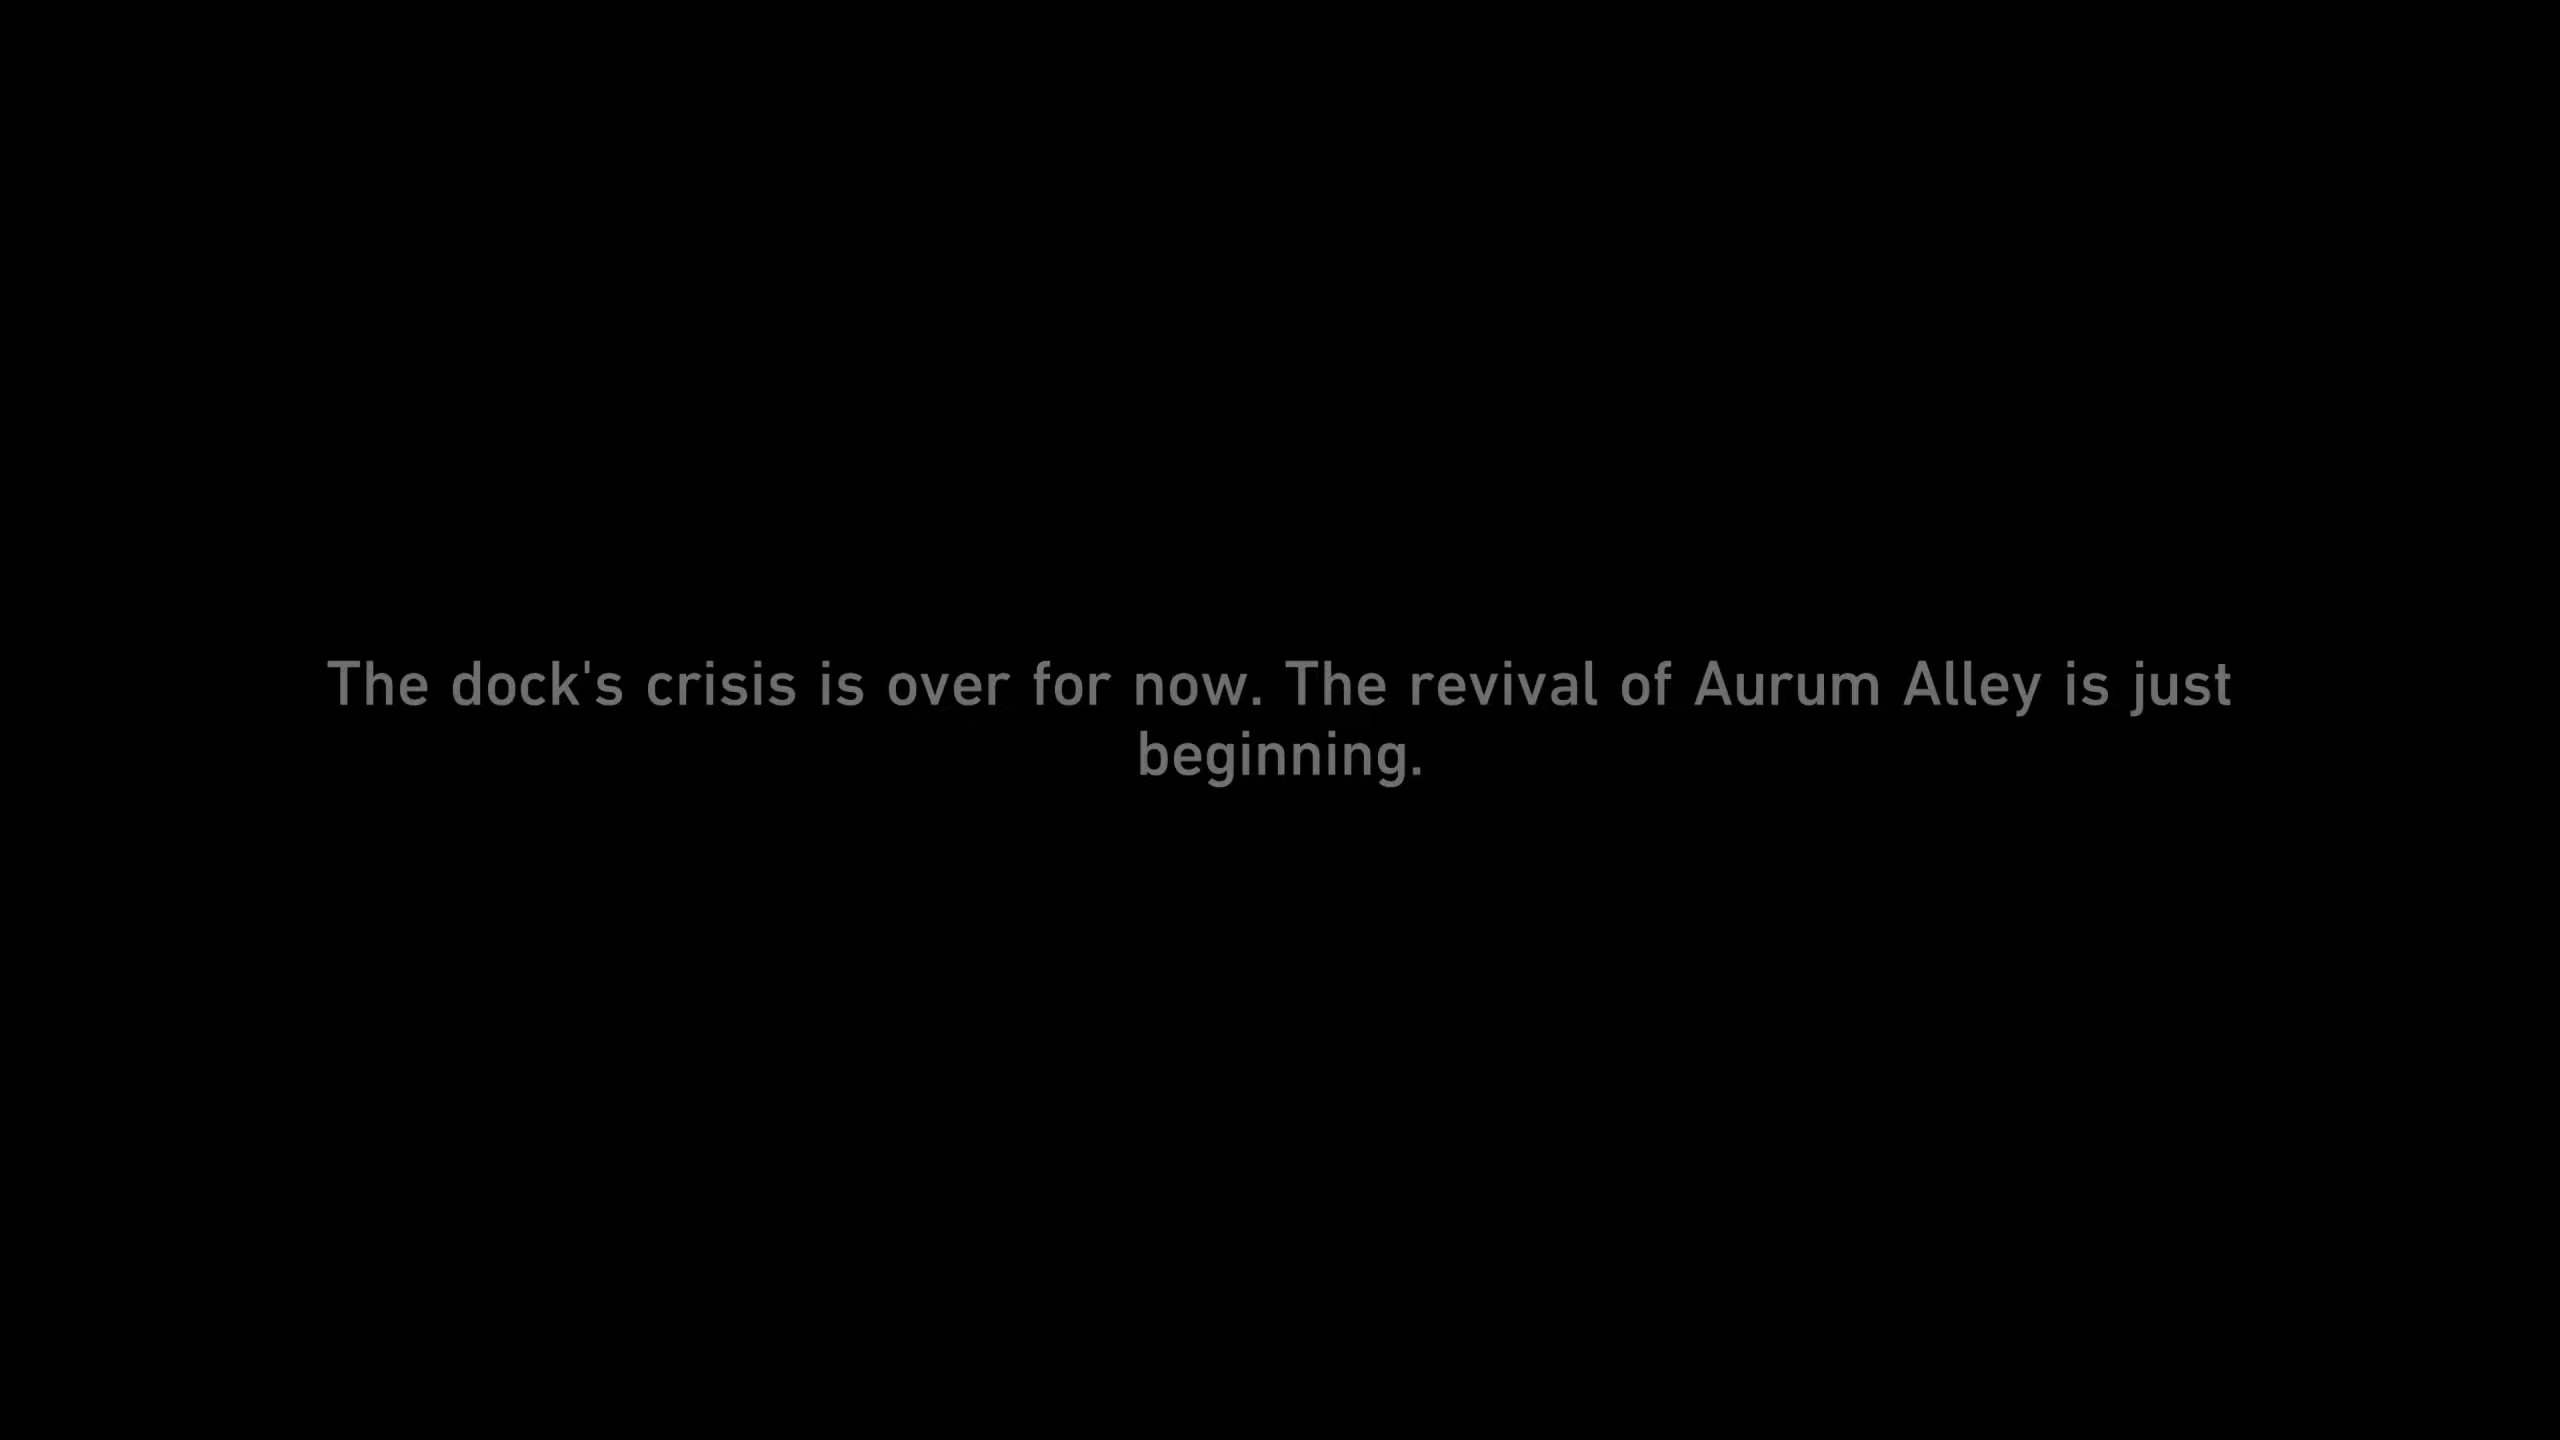 The dock's crisis is over for now. The revival of Aurum Alley is just
beginning.